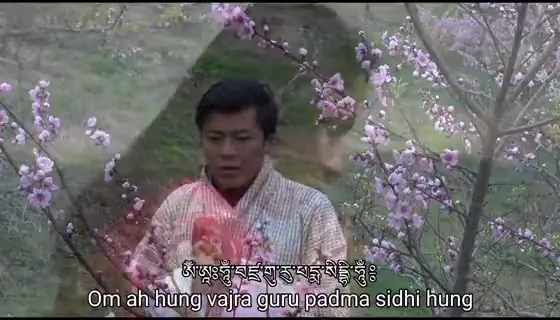 ༀ་ཨཱཿཧཱུྃ་བཛྲ་གུ་རུ་པདྨ་སིདྡྷི་ཧཱུྃ༔
Om ah hung vajra guru padma sidhi hung